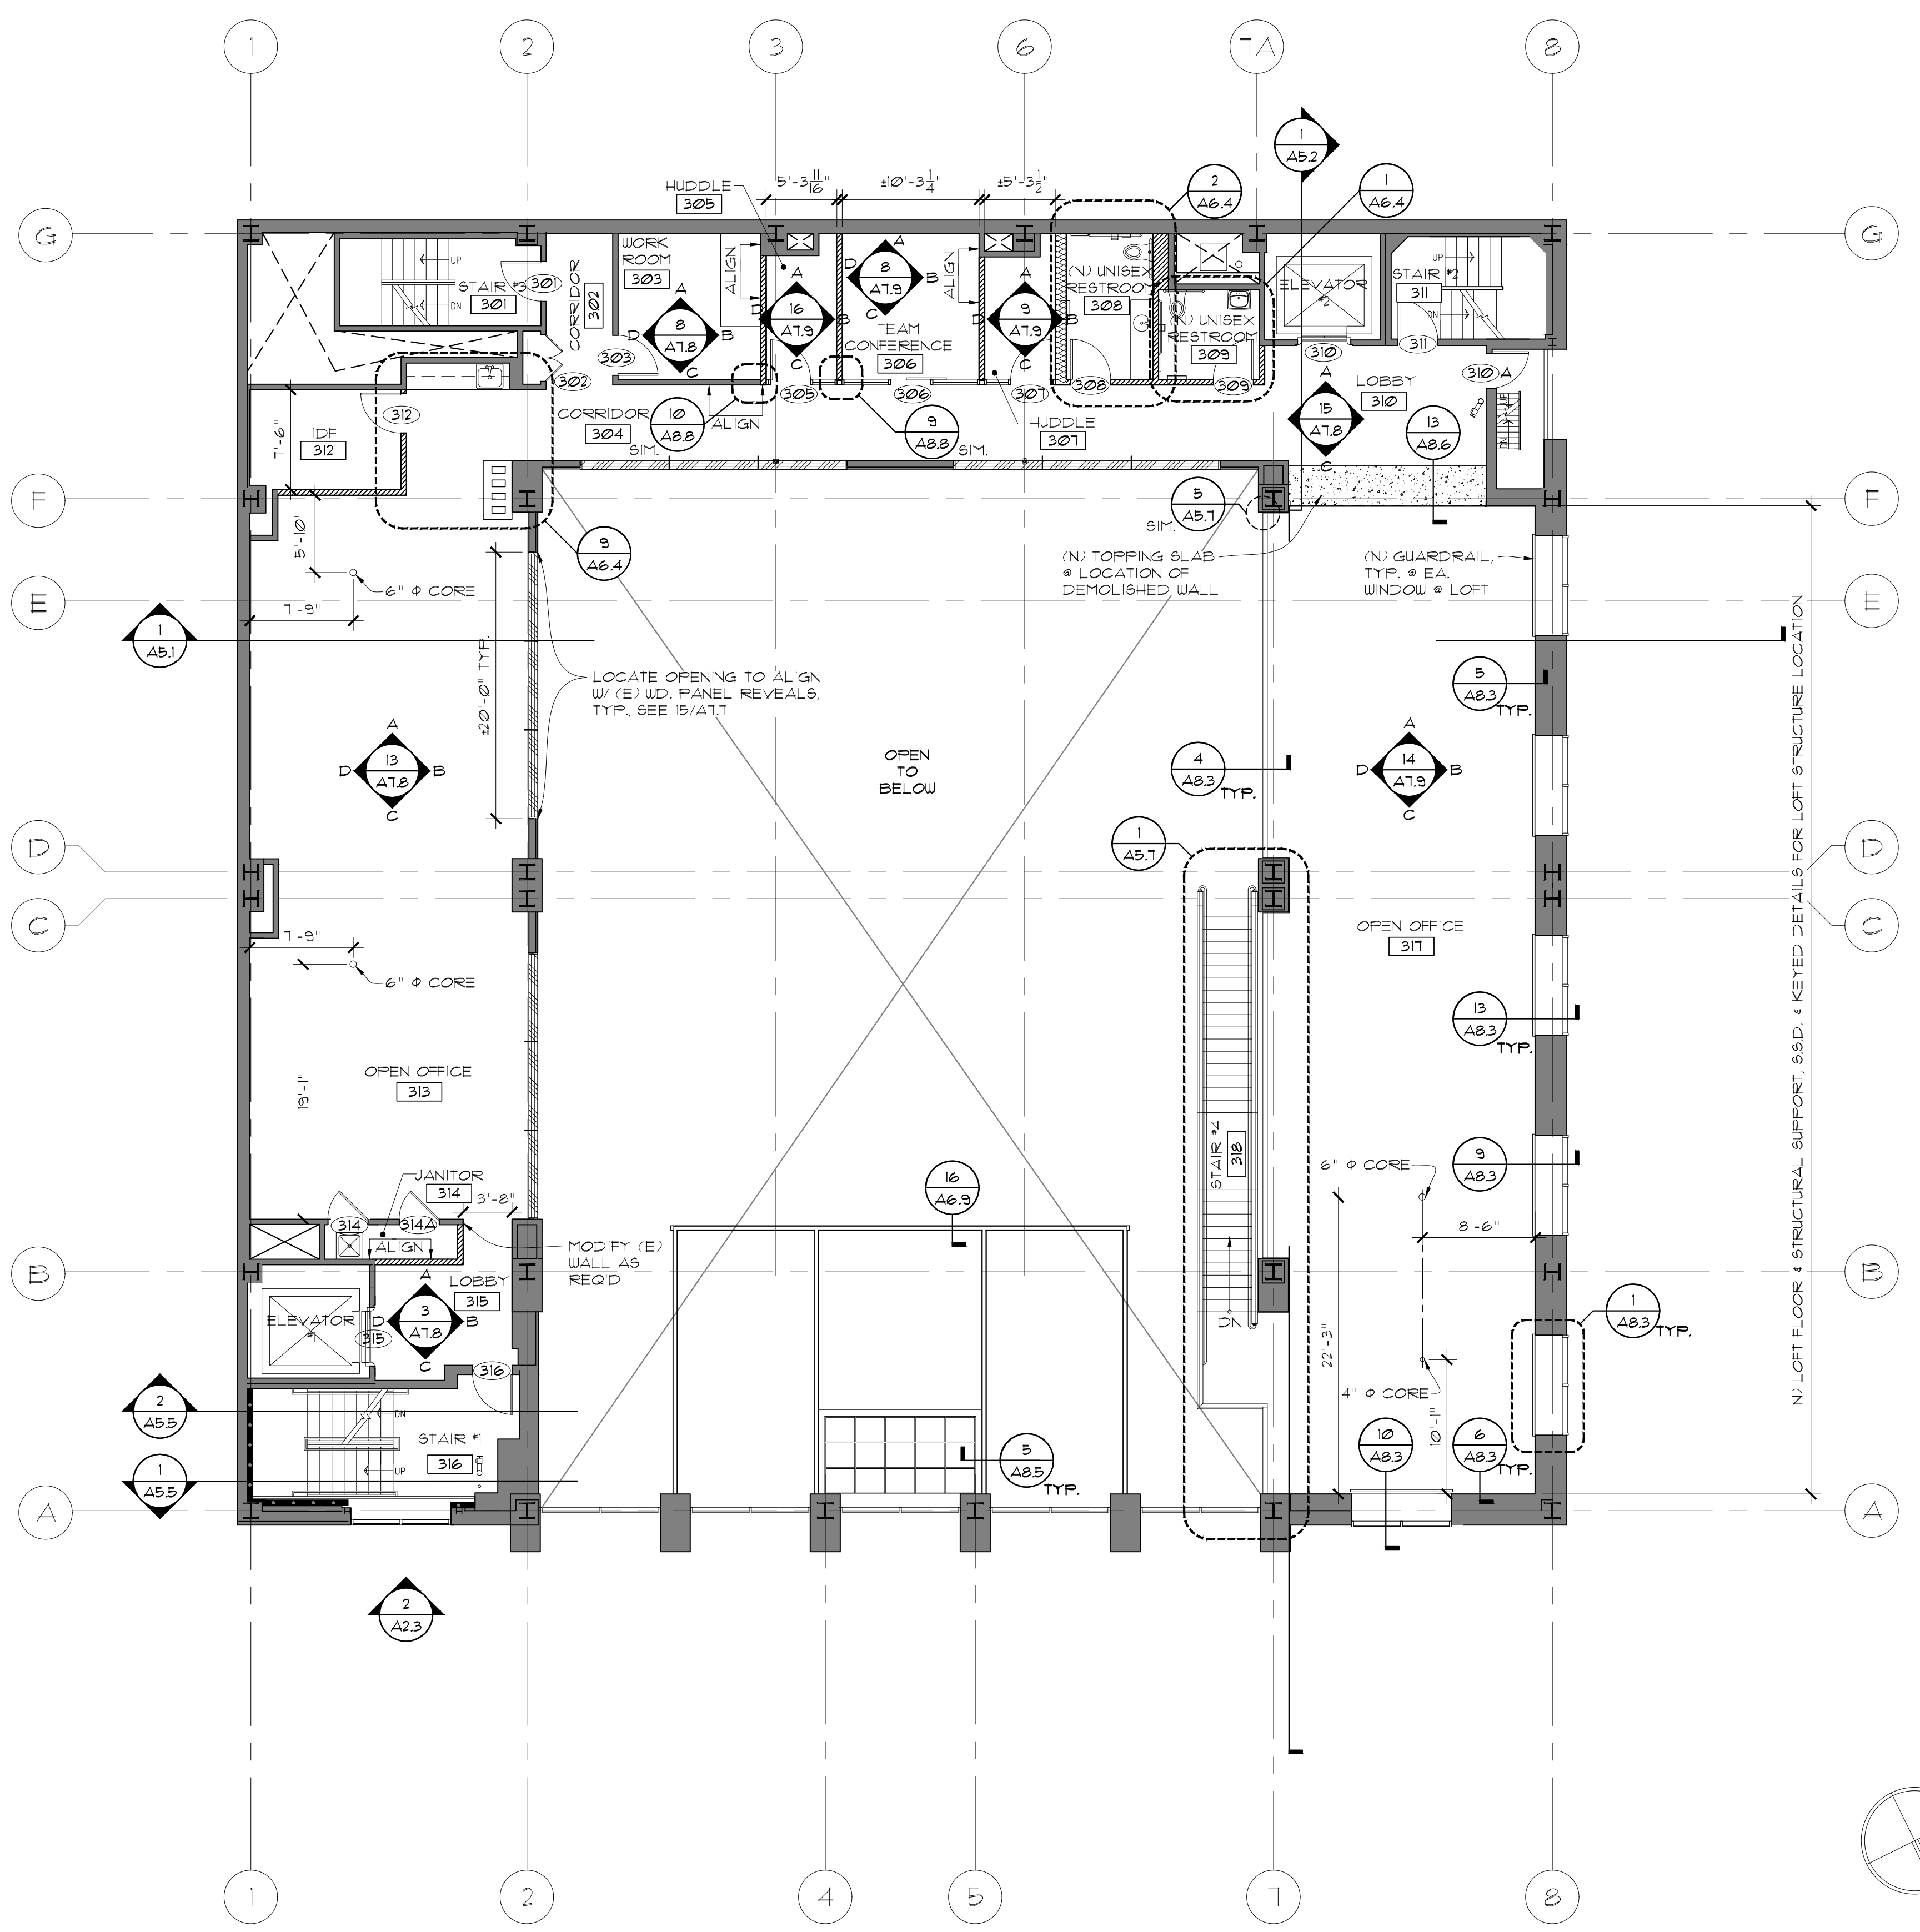 1
2
3
6
7A
8
1
A5.2
2
A6.4
1
A6.4
HUDDLE
305
5'-3 11/16"
±10'-3 1/4"
±5'-3 1/2"
G
G
UP
STAIR #3
301
301
DN
CORRIDOR
302
WORK
ROOM
303
ALIGN
A
8
A7.8
B
C
D
303
302
A
16
A7.9
B
C
D
A
8
A7.9
B
C
D
TEAM
CONFERENCE
306
ALIGN
A
9
A7.9
B
C
D
(N) UNISEX
RESTROOM
308
(N) UNISEX
RESTROOM
309
ELEVATOR
#2
UP
STAIR #2
311
DN
310
311
310A
305
306
307
308
309
312
IDF
312
7'-6"
CORRIDOR
304
SIM.
10
A8.8
ALIGN
9
A8.8
SIM.
HUDDLE
307
A
15
A7.8
C
LOBBY
310
13
A8.6
UP
DN
F
F
5'-10"
6" Φ CORE
7'-9"
9
A6.4
5
A5.7
SIM.
(N) TOPPING SLAB
@ LOCATION OF
DEMOLISHED WALL
(N) GUARDRAIL,
TYP. @ EA.
WINDOW @ LOFT
E
E
1
A5.1
±20'-0" TYP.
LOCATE OPENING TO ALIGN
W/ (E) WD. PANEL REVEALS,
TYP., SEE 15/A7.7
5
A8.3
TYP.
A
13
A7.8
B
C
D
OPEN
TO
BELOW
4
A8.3
TYP.
A
14
A7.9
B
C
D
1
A5.7
D
D
C
C
7'-9"
6" Φ CORE
19'-1"
OPEN OFFICE
317
OPEN OFFICE
313
13
A8.3
TYP.
N) LOFT FLOOR & STRUCTURAL SUPPORT, S.S.D. & KEYED DETAILS FOR LOFT STRUCTURE LOCATION
STAIR #4
318
DN
6" Φ CORE
9
A8.3
8'-6"
JANITOR
314
3'-8"
314
314A
ALIGN
MODIFY (E)
WALL AS
REQ'D
16
A6.9
B
B
LOBBY
315
A
3
A7.8
B
C
D
ELEVATOR
#1
315
316
22'-3"
4" Φ CORE
10'-1"
1
A8.3
TYP.
2
A5.5
DN
STAIR #1
316
UP
1
A5.5
5
A8.5
TYP.
10
A8.3
6
A8.3
TYP.
A
A
2
A2.3
1
2
4
5
7
8